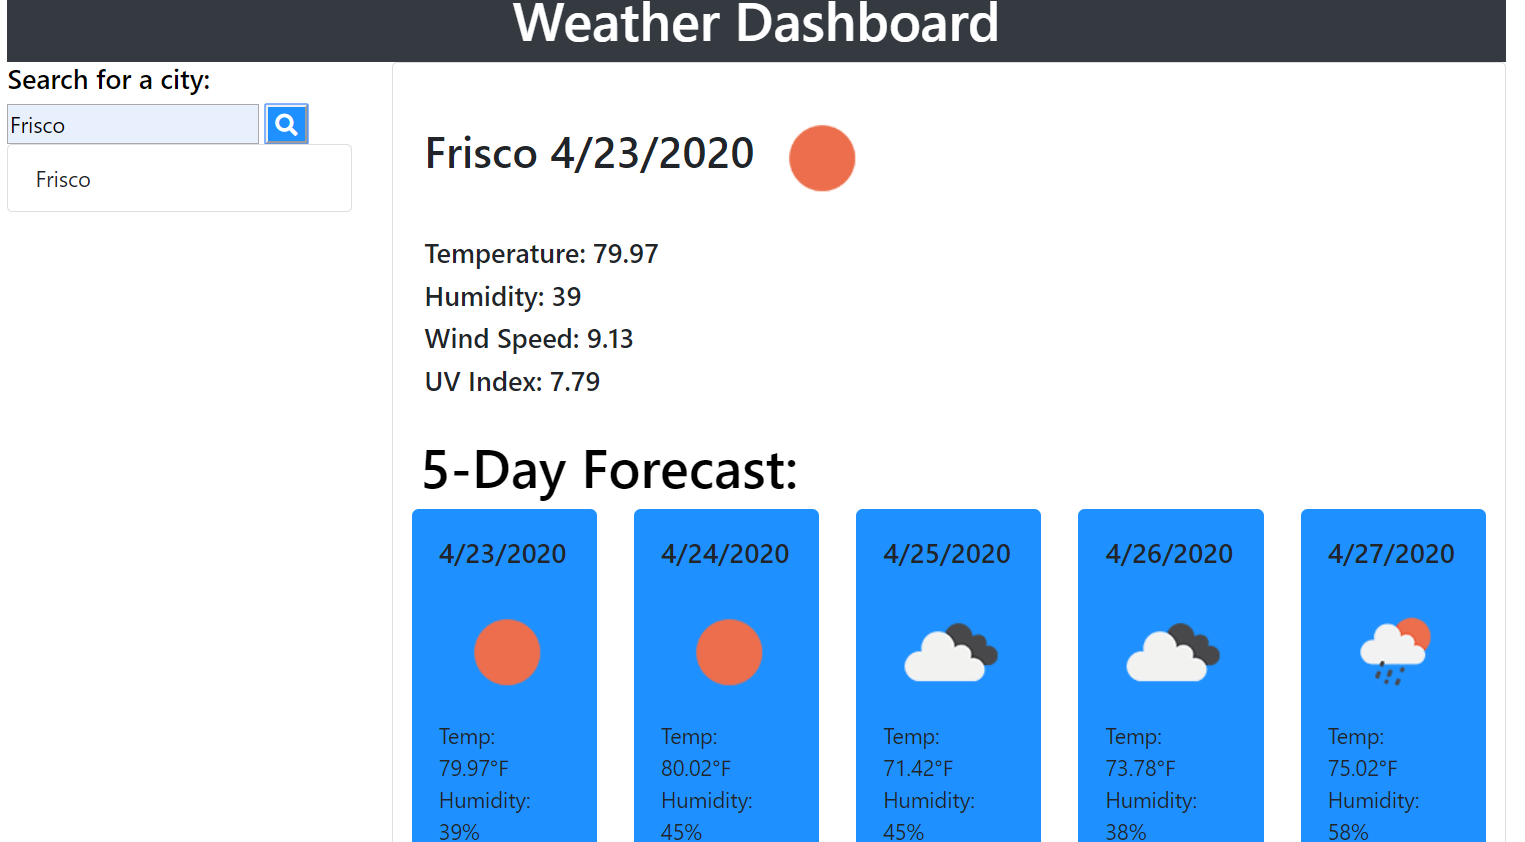 Weather Dashboard
Search for a city:
Frisco
Frisco
Frisco 4/23/2020
Temperature: 79.97
Humidity: 39
Wind Speed: 9.13
UV Index: 7.79
5-Day Forecast:
4/23/2020
Temp:
79.97°F
Humidity:
39%
4/24/2020
Temp:
80.02°F
Humidity:
45%
4/25/2020
Temp:
71.42°F
Humidity:
45%
4/26/2020
Temp:
73.78°F
Humidity:
38%
4/27/2020
Temp:
75.02°F
Humidity:
58%